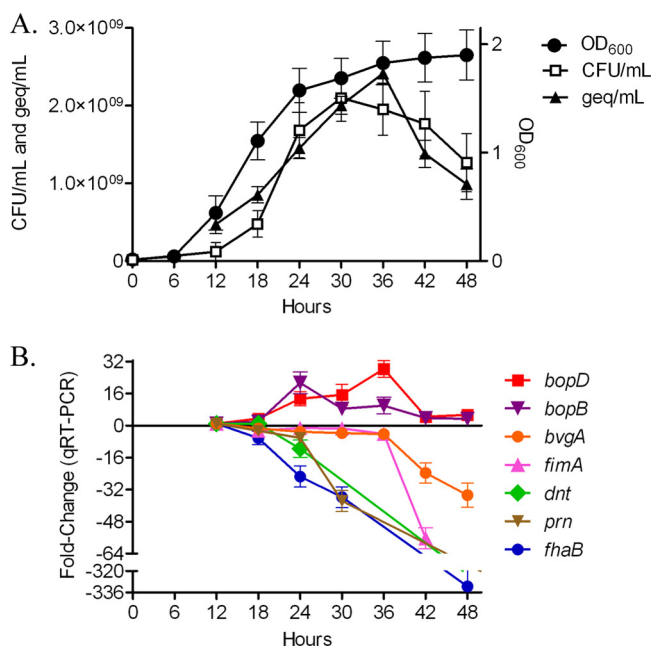 A.
CFU/mL and geq/mL
3.0×10⁰⁹
2.0×10⁰⁹
1.0×10⁰⁹
0
2
1
0
OD₆₀₀
0 6 12 18 24 30 36 42 48
Hours
OD₆₀₀
CFU/mL
geq/mL
B.
Fold-Change (qRT-PCR)
32
16
0
-16
-32
-48
-64
-320
-336
0 6 12 18 24 30 36 42 48
Hours
bopD
bopB
bvgA
fimA
dnt
prn
fhaB